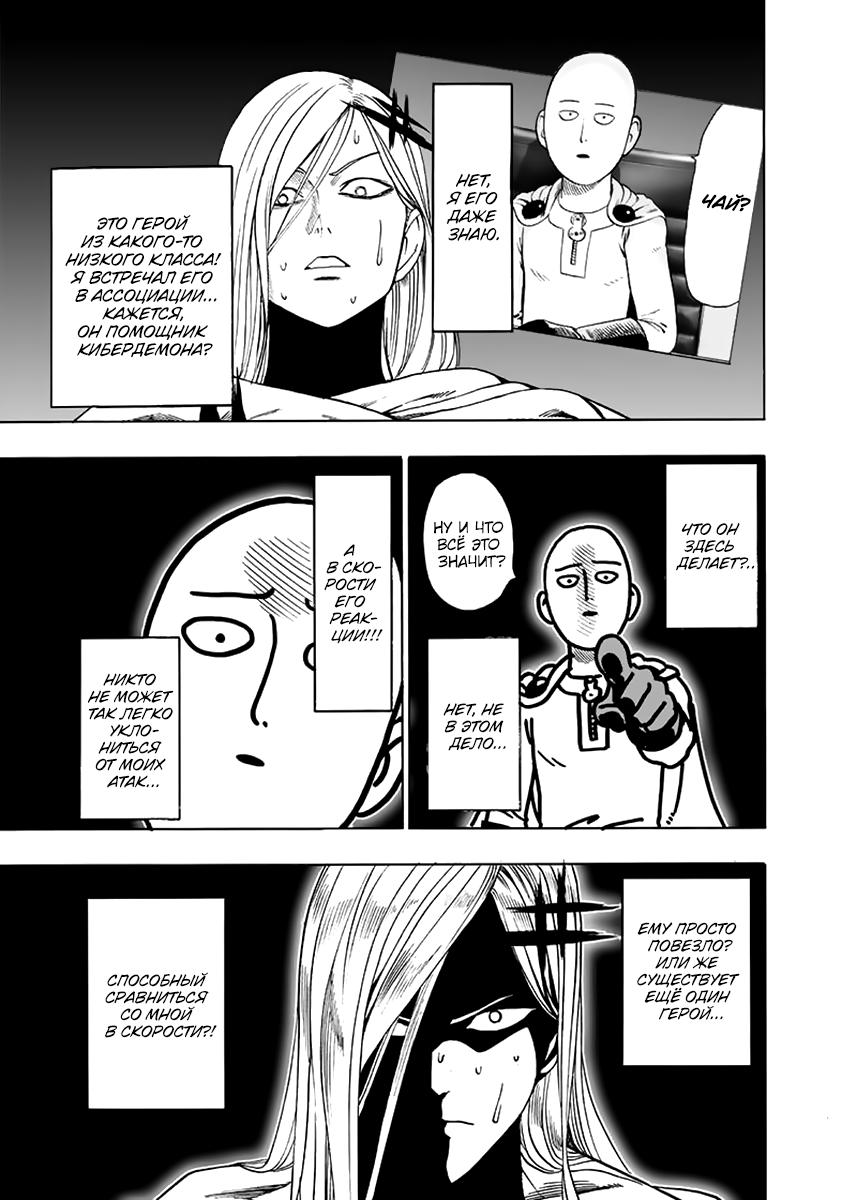 ЧАЙ?
НЕТ,
Я ЕГО
ДАЖЕ
ЗНАЮ.
ЭТО ГЕРОЙ
ИЗ КАКОГО-ТО
НИЗКОГО КЛАССА!
Я ВСТРЕЧАЛ ЕГО
В АССОЦИАЦИИ...
КАЖЕТСЯ,
ОН ПОМОЩНИК
КИБЕРДЕМОНА?
ЧТО ОН
ЗДЕСЬ
ДЕЛАЕТ?..
НУ И ЧТО
ВСЁ ЭТО
ЗНАЧИТ?
НЕТ, НЕ
В ЭТОМ
ДЕЛО...
А
В СКО-
РОСТИ
ЕГО
РЕАК-
ЦИИ!!!
НИКТО
НЕ МОЖЕТ
ТАК ЛЕГКО
УКЛО-
НИТЬСЯ
ОТ МОИХ
АТАК...
ЕМУ ПРОСТО
ПОВЕЗЛО?
ИЛИ ЖЕ
СУЩЕСТВУЕТ
ЕЩЁ ОДИН
ГЕРОЙ...
СПОСОБНЫЙ
СРАВНИТЬСЯ
СО МНОЙ
В СКОРОСТИ?!